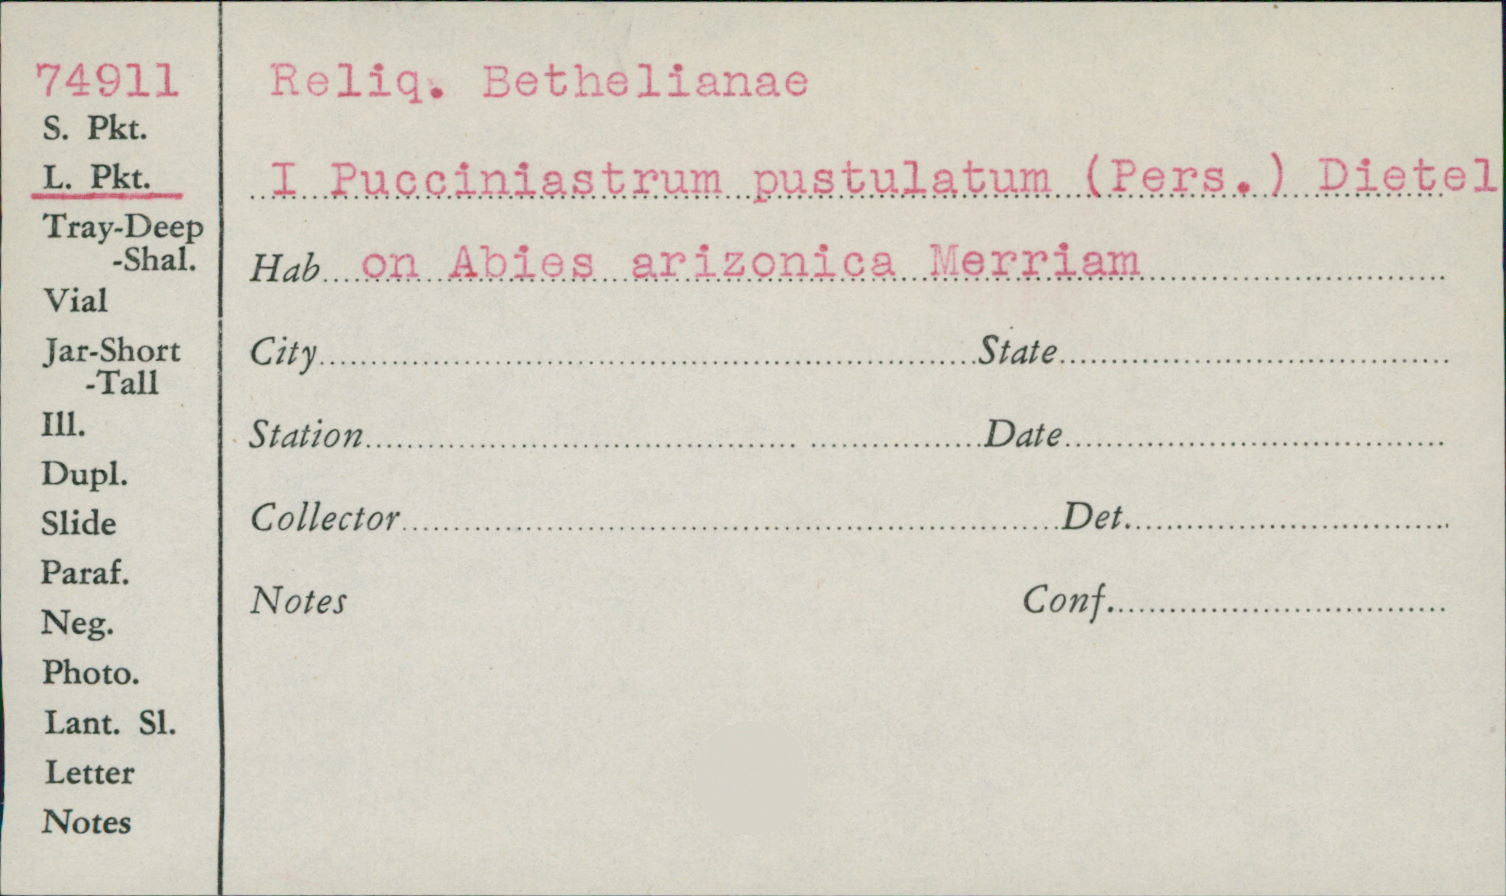 74911
S. Pkt.
L. Pkt.
Tray-Deep
-Shal.
Vial
Jar-Short
-Tall
Ill.
Dupl.
Slide
Paraf.
Neg.
Photo.
Lant. Sl.
Letter
Notes
Reliq. Bethelianae
I Pucciniastrum pustulatum (Pers.) Dietel
Hab on Abies arizonica Merriam
City State
Station Date
Collector Det.
Notes Conf.